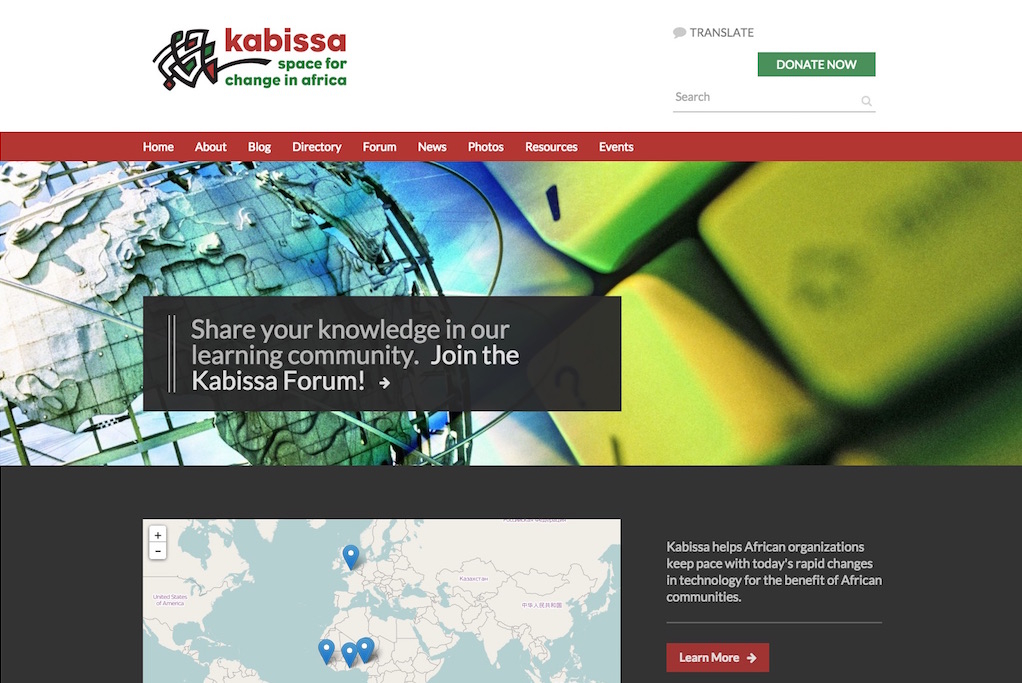 kabissa
space for
change in africa
TRANSLATE
DONATE NOW
Search
Home About Blog Directory Forum News Photos Resources Events
Share your knowledge in our
learning community. Join the
Kabissa Forum!
+
-
United States
of America
Казахстан
中华人民共和国
Kabissa helps African organizations
keep pace with today's rapid changes
in technology for the benefit of African
communities.
Learn More